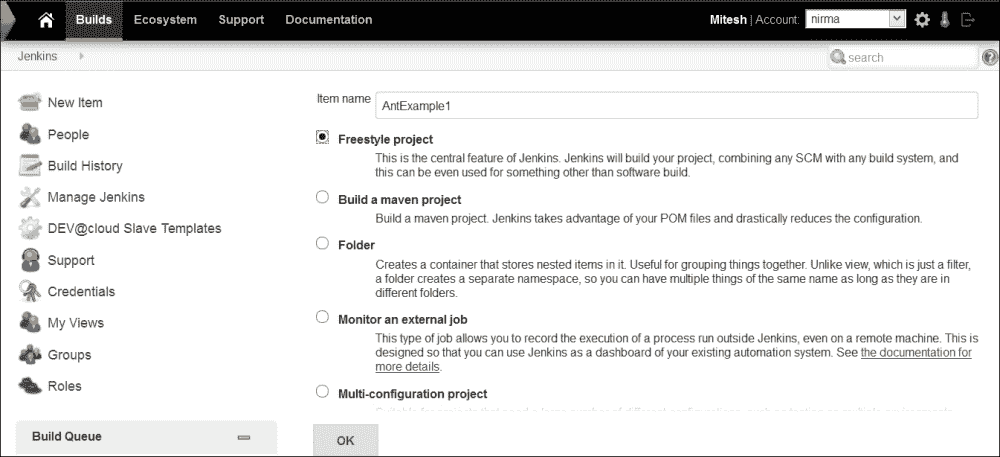 Builds Ecosystem Support Documentation Mitesh | Account: nirma
Jenkins search
New Item
People
Build History
Manage Jenkins
DEV@cloud Slave Templates
Support
Credentials
My Views
Groups
Roles
Build Queue
Item name AntExample1
Freestyle project
This is the central feature of Jenkins. Jenkins will build your project, combining any SCM with any build system, and
this can be even used for something other than software build.
Build a maven project
Build a maven project. Jenkins takes advantage of your POM files and drastically reduces the configuration.
Folder
Creates a container that stores nested items in it. Useful for grouping things together. Unlike view, which is just a filter,
a folder creates a separate namespace, so you can have multiple things of the same name as long as they are in
different folders.
Monitor an external job
This type of job allows you to record the execution of a process run outside Jenkins, even on a remote machine. This is
designed so that you can use Jenkins as a dashboard of your existing automation system. See the documentation for
more details.
Multi-configuration project
OK